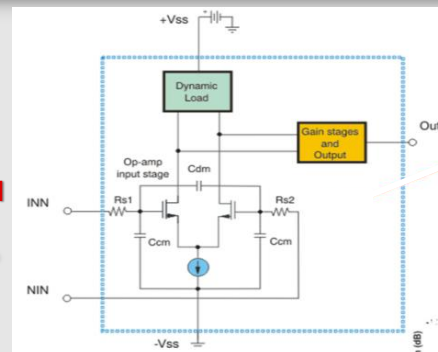 +Vss
Dynamic
Load
Gain stages
and
Output
Out
Op-amp
input stage
Cdm
INN
Rs1
Rs2
Ccm
Ccm
NIN
-Vss
(dB)